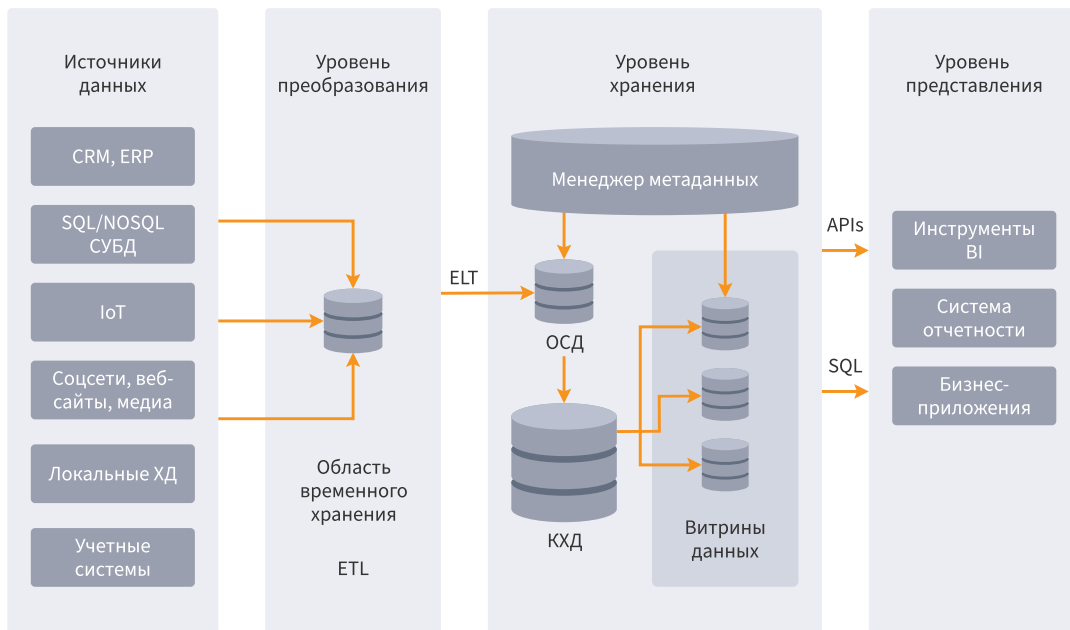 Источники
данных
CRM, ERP
SQL/NOSQL
СУБД
IoT
Соцсети, веб-
сайты, медиа
Локальные ХД
Учетные
системы
Уровень
преобразования
Область
временного
хранения
ETL
ELT
Уровень
хранения
Менеджер метаданных
ОСД
КХД
Витрины
данных
APIs
SQL
Уровень
представления
Инструменты
BI
Система
отчетности
Бизнес-
приложения